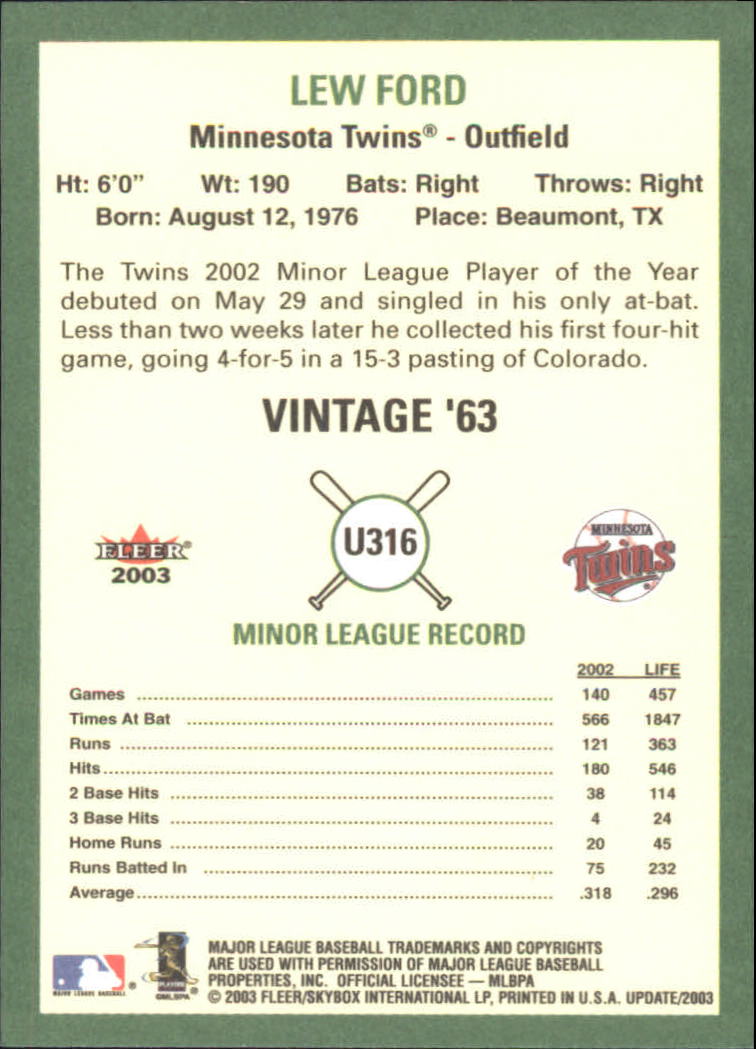 LEW FORD
Minnesota Twins® - Outfield
Ht: 6'0" Wt: 190 Bats: Right Throws: Right
Born: August 12, 1976 Place: Beaumont, TX
The Twins 2002 Minor League Player of the Year
debuted on May 29 and singled in his only at-bat.
Less than two weeks later he collected his first four-hit
game, going 4-for-5 in a 15-3 pasting of Colorado.
VINTAGE '63
FLEER®
2003
U316
MINNESOTA
Twins®
MINOR LEAGUE RECORD
2002 LIFE
Games 140 457
Times At Bat 566 1847
Runs 121 363
Hits 180 546
2 Base Hits 38 114
3 Base Hits 4 24
Home Runs 20 45
Runs Batted In 75 232
Average .318 .296
MAJOR LEAGUE BASEBALL®
PLAYERS
©MLBPA
MAJOR LEAGUE BASEBALL TRADEMARKS AND COPYRIGHTS
ARE USED WITH PERMISSION OF MAJOR LEAGUE BASEBALL
PROPERTIES, INC. OFFICIAL LICENSEE — MLBPA
© 2003 FLEER/SKYBOX INTERNATIONAL LP, PRINTED IN U.S.A. UPDATE/2003